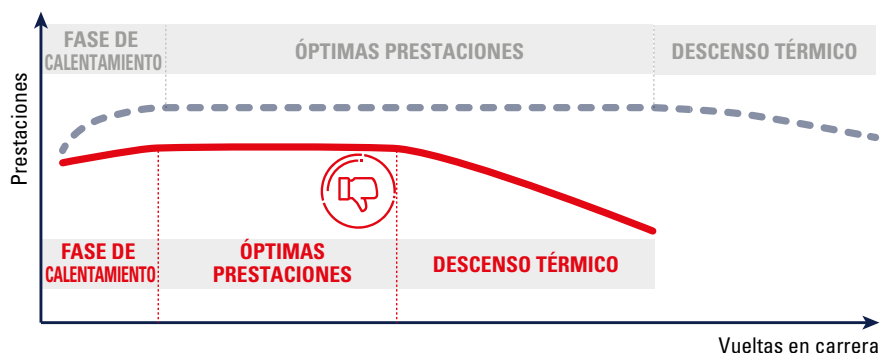 FASE DE
CALENTAMIENTO
ÓPTIMAS PRESTACIONES
DESCENSO TÉRMICO
Prestaciones
FASE DE
CALENTAMIENTO
ÓPTIMAS
PRESTACIONES
DESCENSO TÉRMICO
Vueltas en carrera